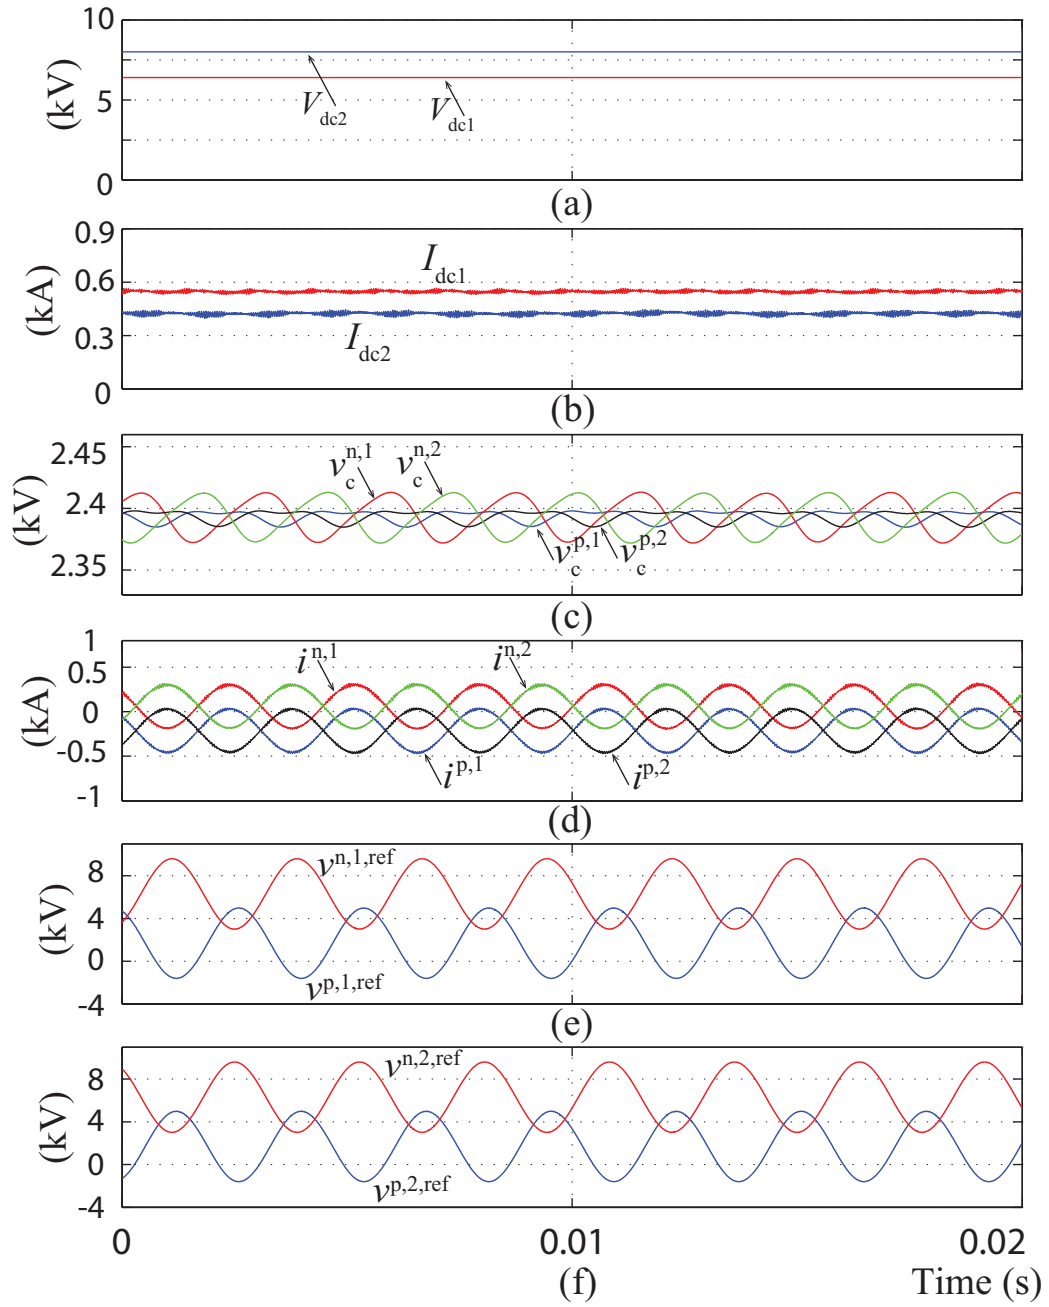 10
(kV)
5
0
V dc2
V dc1
(a)
0.9
(kA)
0.6
0.3
0
I dc1
I dc2
(b)
2.45
(kV)
2.4
2.35
v c n,1
v c n,2
v c p,1
v c p,2
(c)
1
(kA)
0.5
0
-0.5
-1
i n,1
i n,2
i p,1
i p,2
(d)
8
(kV)
4
0
-4
v n,1,ref
v p,1,ref
(e)
8
(kV)
4
0
-4
v n,2,ref
v p,2,ref
0
0.01
0.02
(f)
Time (s)